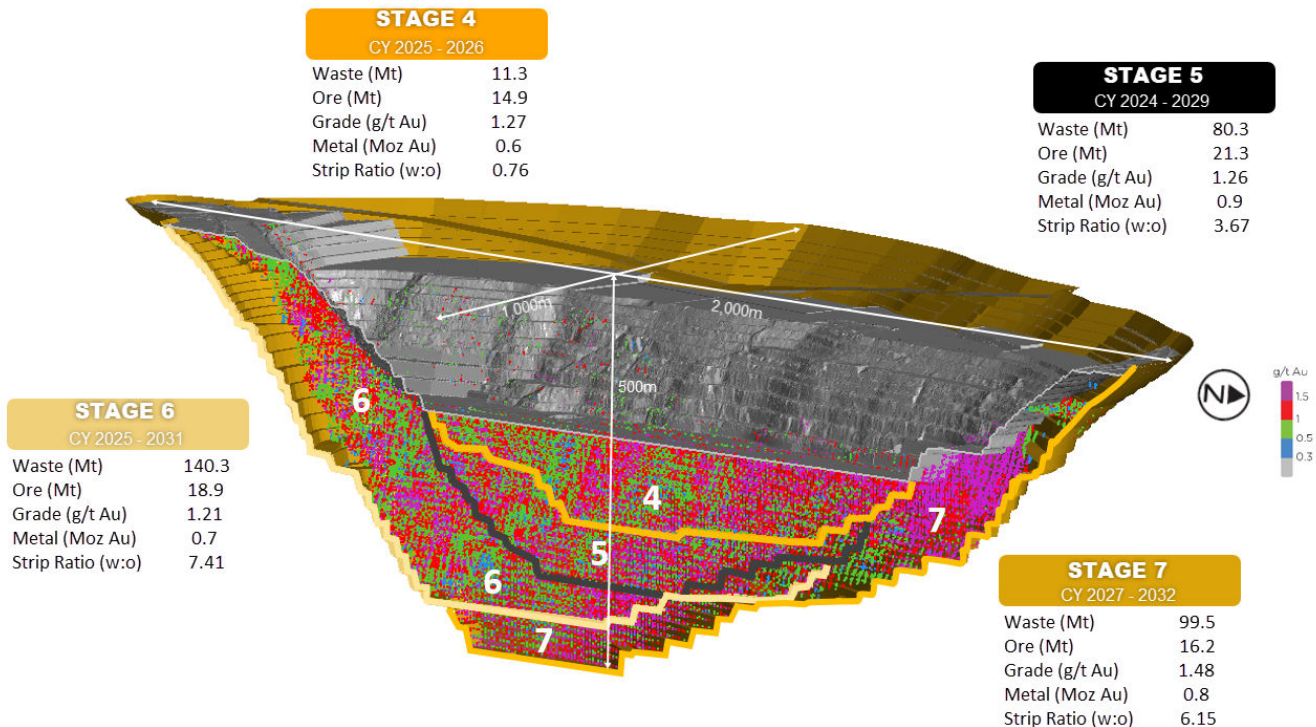 STAGE 4
CY 2025 - 2026
Waste (Mt) 11.3
Ore (Mt) 14.9
Grade (g/t Au) 1.27
Metal (Moz Au) 0.6
Strip Ratio (w:o) 0.76
STAGE 5
CY 2024 - 2029
Waste (Mt) 80.3
Ore (Mt) 21.3
Grade (g/t Au) 1.26
Metal (Moz Au) 0.9
Strip Ratio (w:o) 3.67
1,000m
2,000m
500m
STAGE 6
CY 2025 - 2031
Waste (Mt) 140.3
Ore (Mt) 18.9
Grade (g/t Au) 1.21
Metal (Moz Au) 0.7
Strip Ratio (w:o) 7.41
6
4
5
6
7
7
N
g/t Au
1.5
1
0.5
0.3
STAGE 7
CY 2027 - 2032
Waste (Mt) 99.5
Ore (Mt) 16.2
Grade (g/t Au) 1.48
Metal (Moz Au) 0.8
Strip Ratio (w:o) 6.15